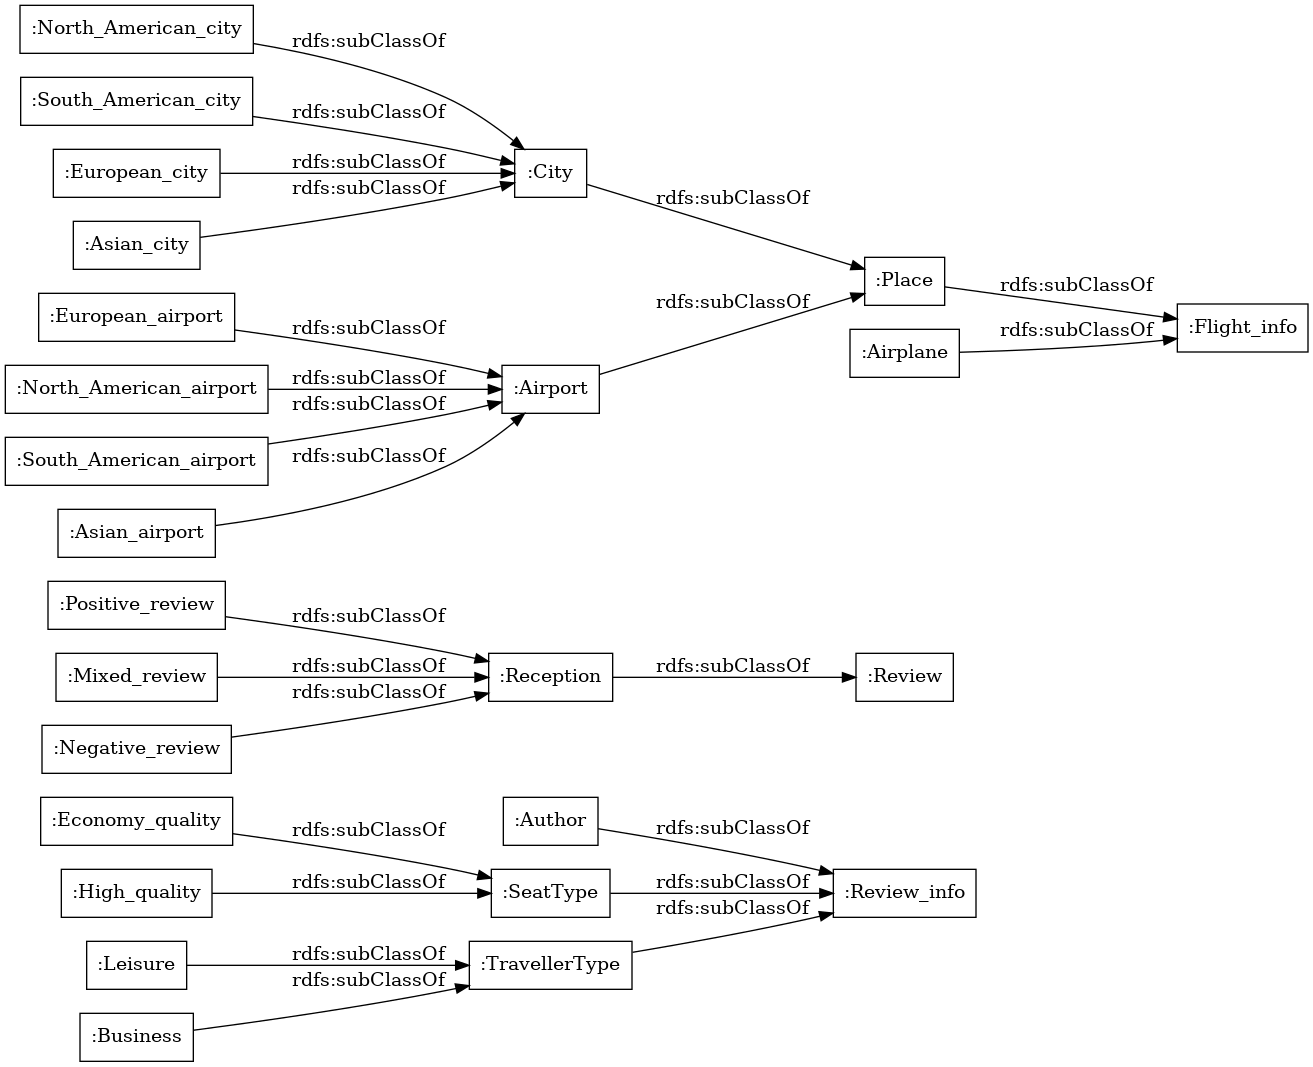 :North_American_city
rdfs:subClassOf
:South_American_city
rdfs:subClassOf
:European_city
rdfs:subClassOf
:City
rdfs:subClassOf
rdfs:subClassOf
:Asian_city
:Place
rdfs:subClassOf
:European_airport
rdfs:subClassOf
rdfs:subClassOf
:Flight_info
rdfs:subClassOf
:Airplane
:North_American_airport
rdfs:subClassOf
:Airport
rdfs:subClassOf
:South_American_airport
rdfs:subClassOf
:Asian_airport
:Positive_review
rdfs:subClassOf
:Mixed_review
rdfs:subClassOf
:Reception
rdfs:subClassOf
:Review
rdfs:subClassOf
:Negative_review
:Economy_quality
rdfs:subClassOf
:Author
rdfs:subClassOf
:High_quality
rdfs:subClassOf
:SeatType
rdfs:subClassOf
:Review_info
rdfs:subClassOf
:Leisure
rdfs:subClassOf
:TravellerType
rdfs:subClassOf
:Business